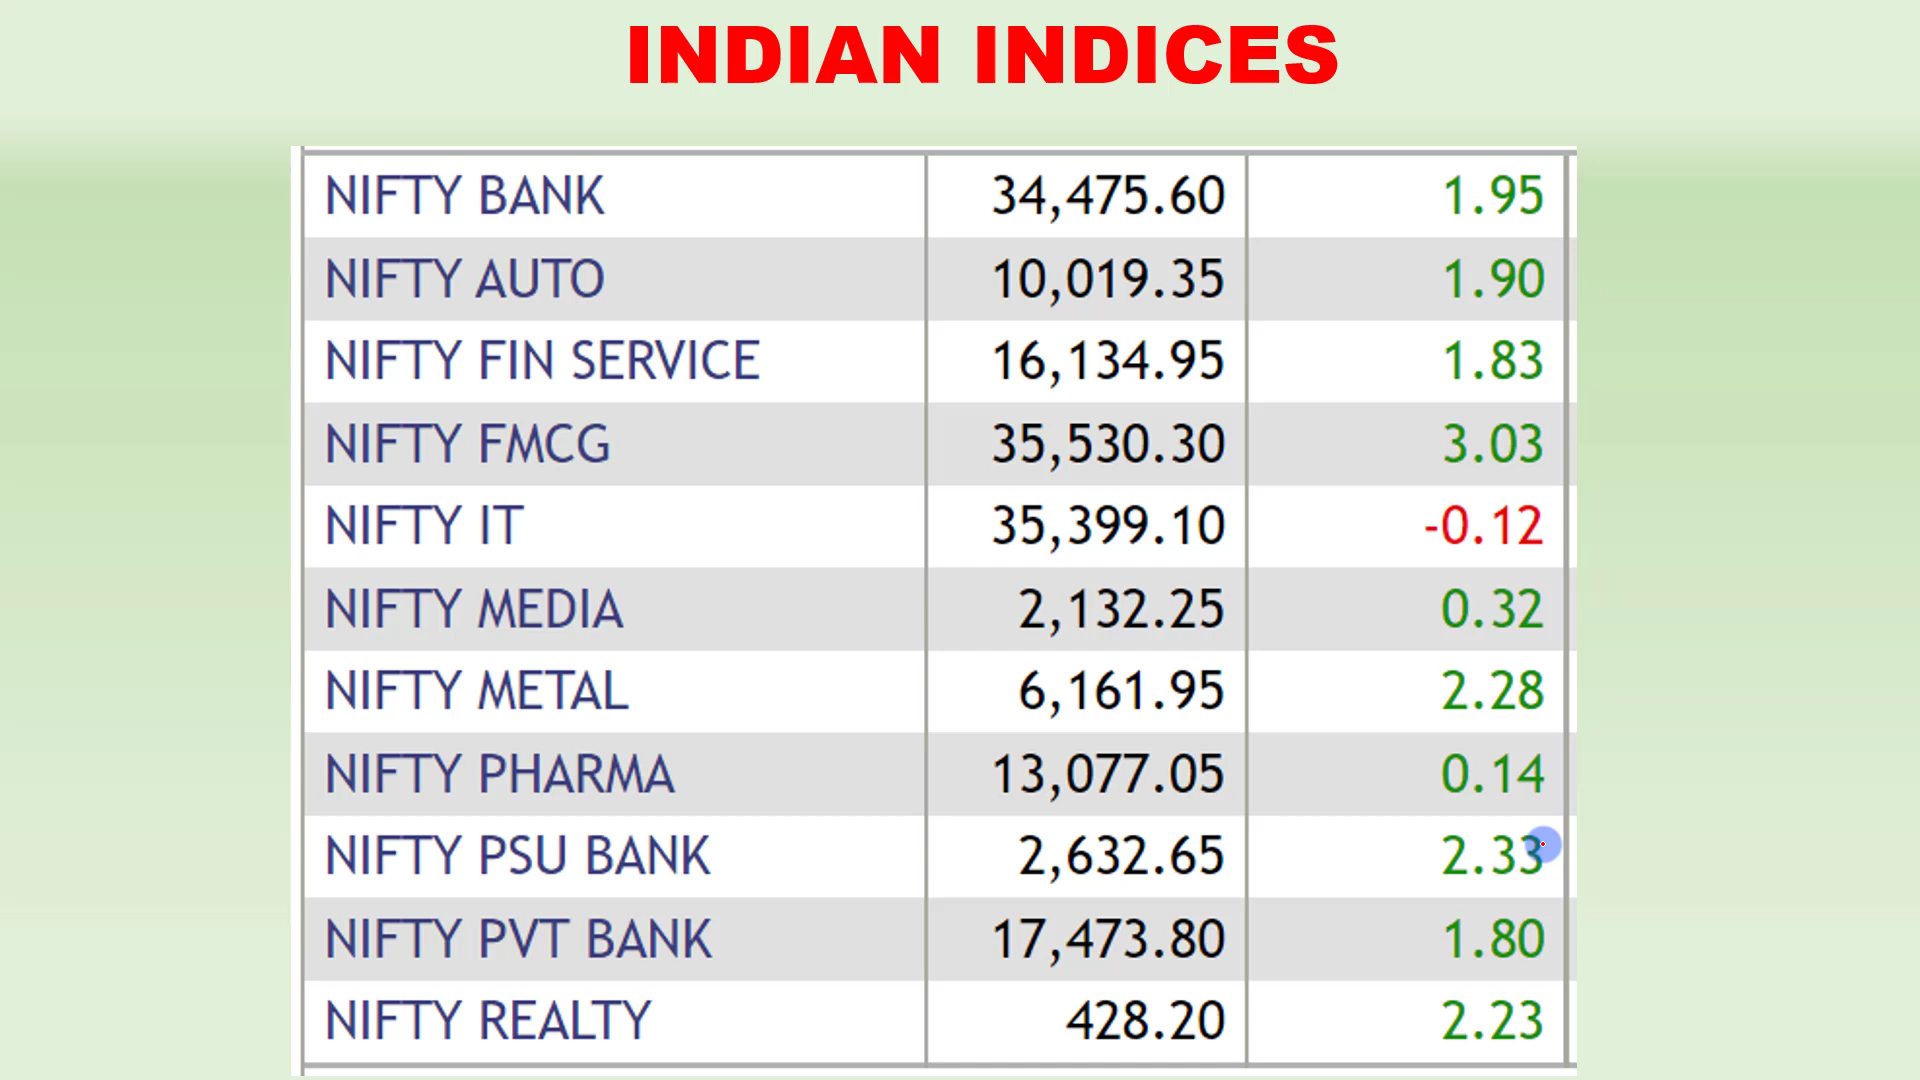 INDIAN INDICES
NIFTY BANK 34,475.60 1.95
NIFTY AUTO 10,019.35 1.90
NIFTY FIN SERVICE 16,134.95 1.83
NIFTY FMCG 35,530.30 3.03
NIFTY IT 35,399.10 -0.12
NIFTY MEDIA 2,132.25 0.32
NIFTY METAL 6,161.95 2.28
NIFTY PHARMA 13,077.05 0.14
NIFTY PSU BANK 2,632.65 2.33
NIFTY PVT BANK 17,473.80 1.80
NIFTY REALTY 428.20 2.23